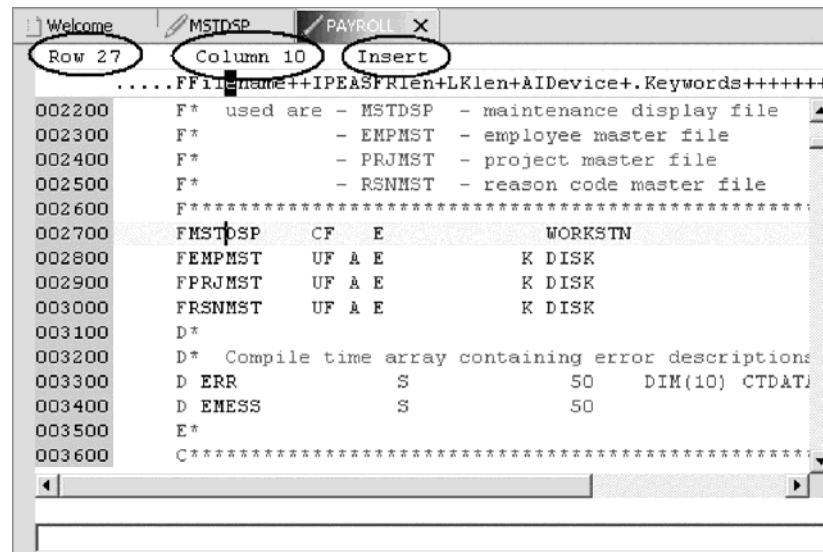 Welcome MSTDSP PAYROLL
Row 27 Column 10 Insert
.....FFilename++IPEASFRlen+LKlen+AIDevice+.Keywords+++++++
002200 F* used are - MSTDSP - maintenance display file
002300 F* - EMPMST - employee master file
002400 F* - PRJMST - project master file
002500 F* - RSNMST - reason code master file
002600 F***************************************************
002700 FMSTDSP CF E WORKSTN
002800 FEMPMST UF A E K DISK
002900 FPRJMST UF A E K DISK
003000 FRSNMST UF A E K DISK
003100 D*
003200 D* Compile time array containing error descriptions
003300 D ERR S 50 DIM(10) CTDATA
003400 D EMESS S 50
003500 E*
003600 C***************************************************